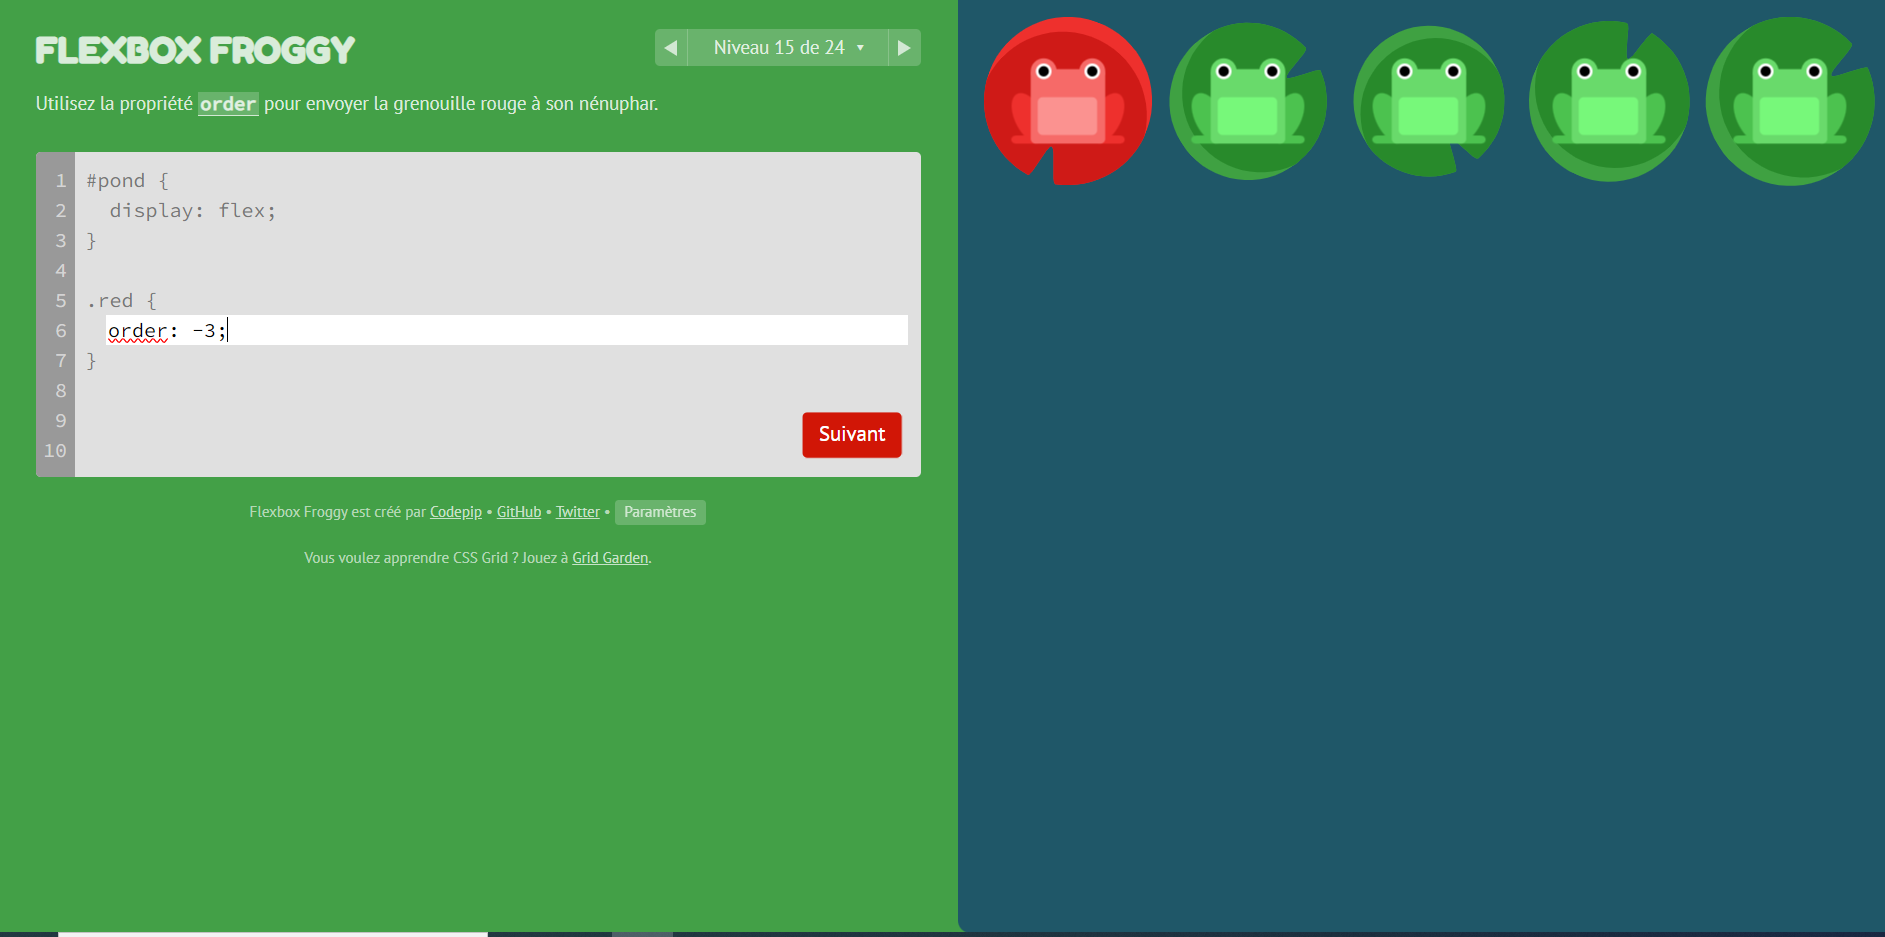 FLEXBOX FROGGY
Niveau 15 de 24
Utilisez la propriété order pour envoyer la grenouille rouge à son nénuphar.
1 #pond {
2 display: flex;
3 }
4
5 .red {
6 order: -3;
7 }
8
9
10
Suivant
Flexbox Froggy est créé par Codepip • GitHub • Twitter • Paramètres
Vous voulez apprendre CSS Grid ? Jouez à Grid Garden.